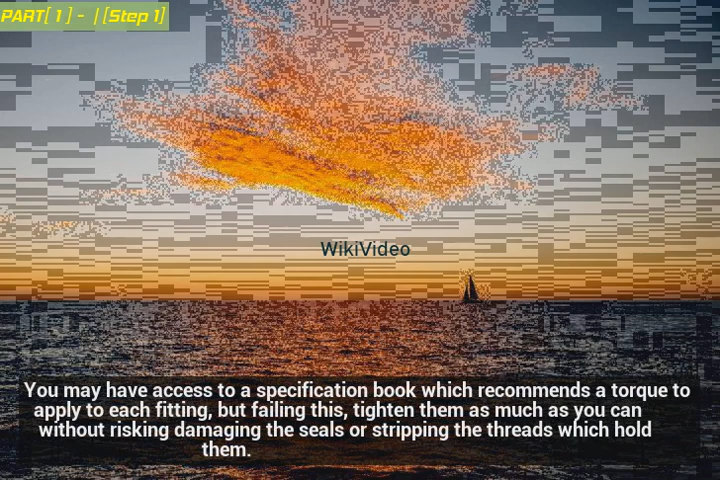 PART[ 1 ] - | [Step 1]
WikiVideo
You may have access to a specification book which recommends a torque to
apply to each fitting, but failing this, tighten them as much as you can
without risking damaging the seals or stripping the threads which hold
them.